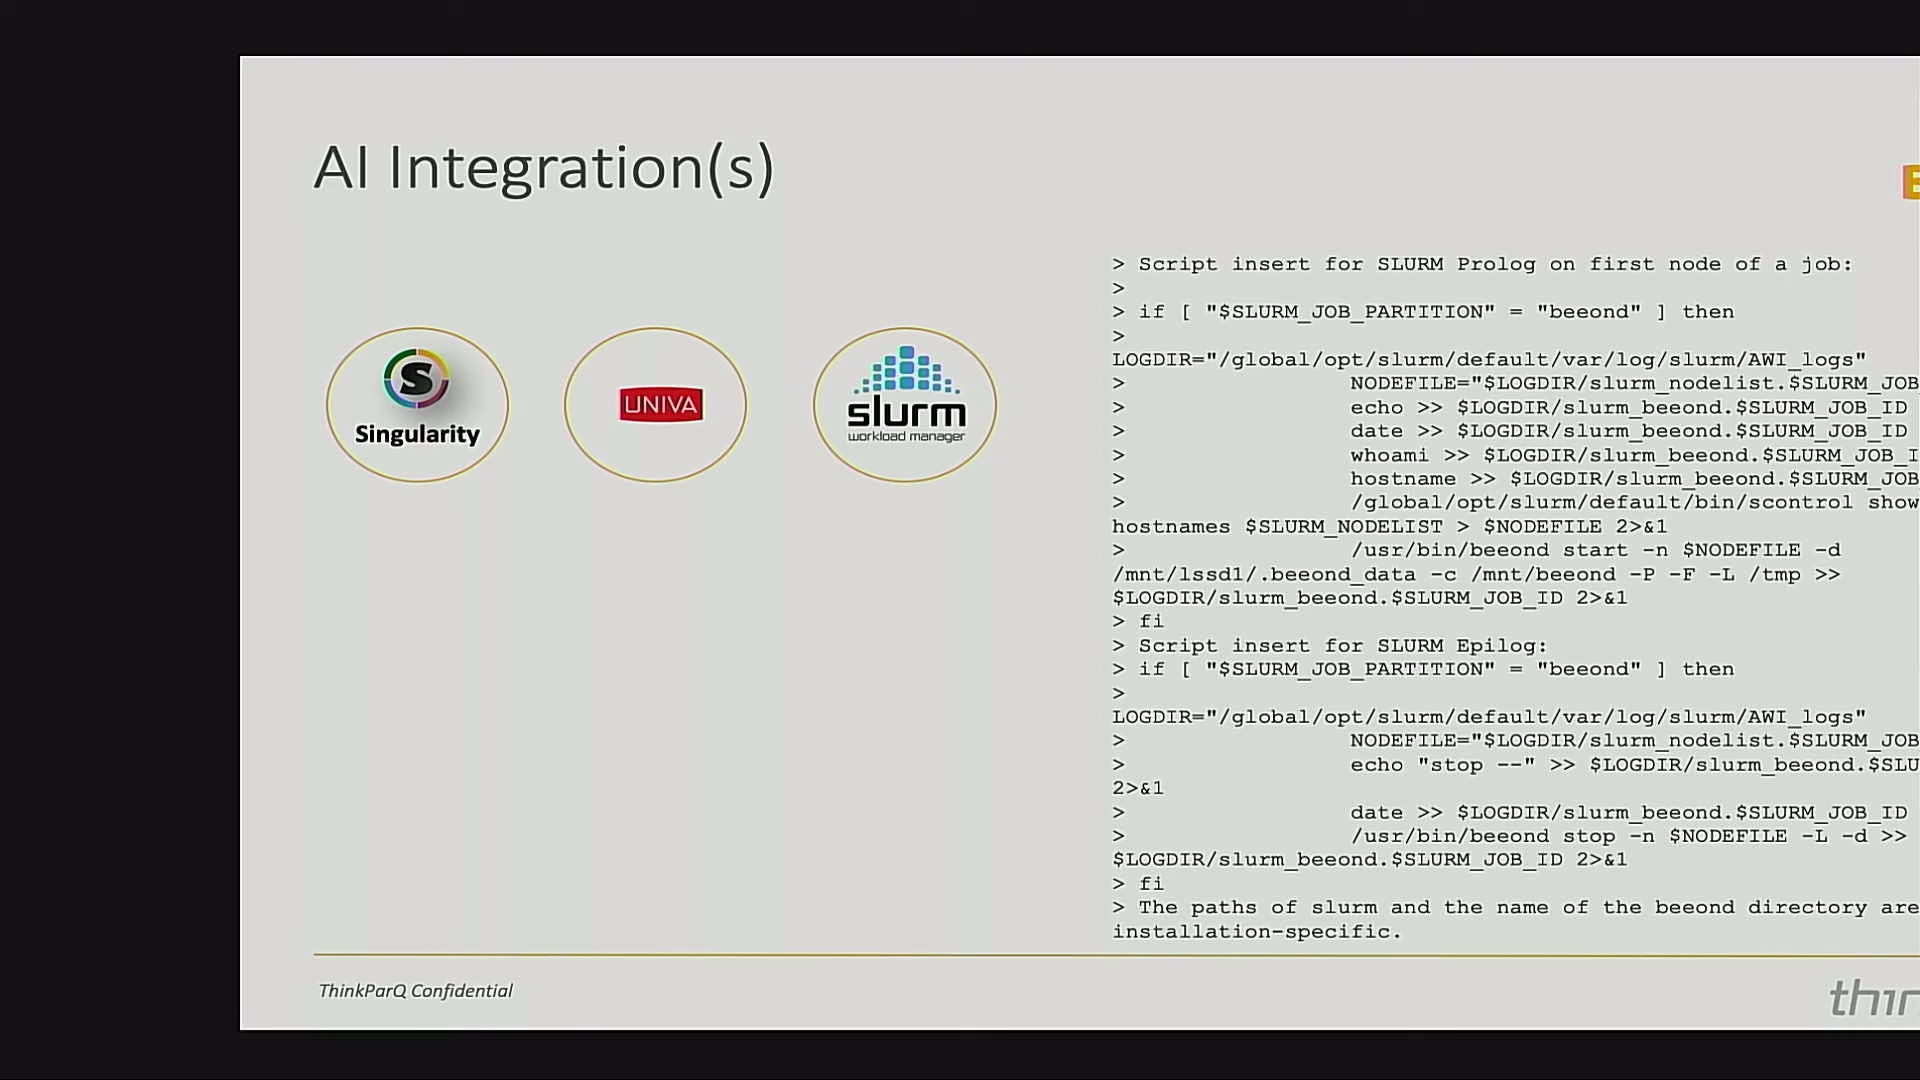 AI Integration(s)
Singularity
UNIVA
slurm
workload manager
> Script insert for SLURM Prolog on first node of a job:
>
> if [ "$SLURM_JOB_PARTITION" = "beeond" ] then
>
LOGDIR="/global/opt/slurm/default/var/log/slurm/AWI_logs"
> NODEFILE="$LOGDIR/slurm_nodelist.$SLURM_JOB
> echo >> $LOGDIR/slurm_beeond.$SLURM_JOB_ID
> date >> $LOGDIR/slurm_beeond.$SLURM_JOB_ID
> whoami >> $LOGDIR/slurm_beeond.$SLURM_JOB_I
> hostname >> $LOGDIR/slurm_beeond.$SLURM_JOB
> /global/opt/slurm/default/bin/scontrol show
hostnames $SLURM_NODELIST > $NODEFILE 2>&1
> /usr/bin/beeond start -n $NODEFILE -d
/mnt/lssd1/.beeond_data -c /mnt/beeond -P -F -L /tmp >>
$LOGDIR/slurm_beeond.$SLURM_JOB_ID 2>&1
> fi
> Script insert for SLURM Epilog:
> if [ "$SLURM_JOB_PARTITION" = "beeond" ] then
>
LOGDIR="/global/opt/slurm/default/var/log/slurm/AWI_logs"
> NODEFILE="$LOGDIR/slurm_nodelist.$SLURM_JOB
> echo "stop --" >> $LOGDIR/slurm_beeond.$SLU
2>&1
> date >> $LOGDIR/slurm_beeond.$SLURM_JOB_ID
> /usr/bin/beeond stop -n $NODEFILE -L -d >>
$LOGDIR/slurm_beeond.$SLURM_JOB_ID 2>&1
> fi
> The paths of slurm and the name of the beeond directory are
installation-specific.
ThinkParQ Confidential